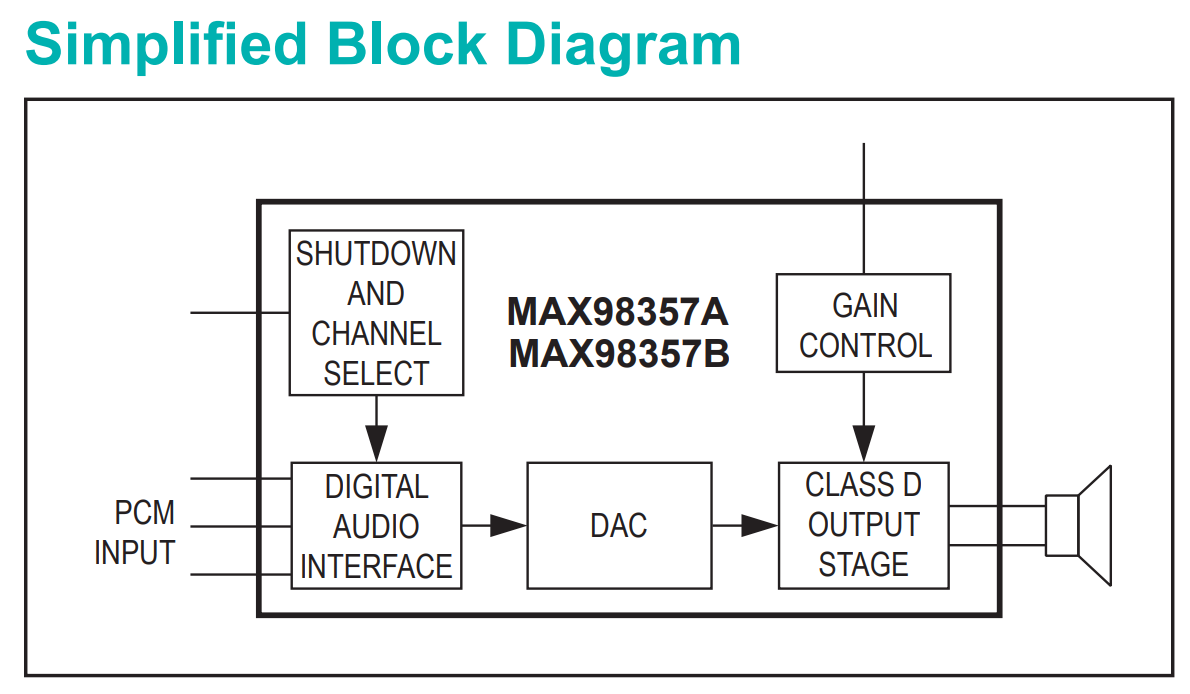 Simplified Block Diagram
SHUTDOWN
AND
CHANNEL
SELECT
MAX98357A
MAX98357B
GAIN
CONTROL
PCM
INPUT
DIGITAL
AUDIO
INTERFACE
DAC
CLASS D
OUTPUT
STAGE